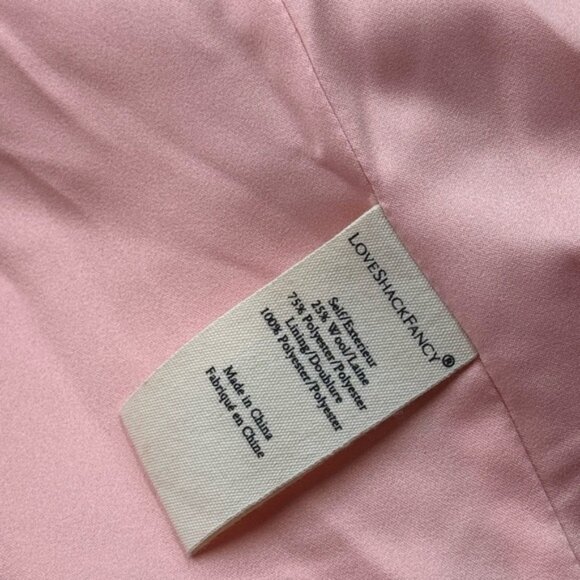 LOVESHACKFANCY®
Self/Exterieur
25% Wool/Laine
75% Polyester/Polyester
Lining/Doublure
100% Polyester/Polyester
Made in China
Fabriqué en Chine